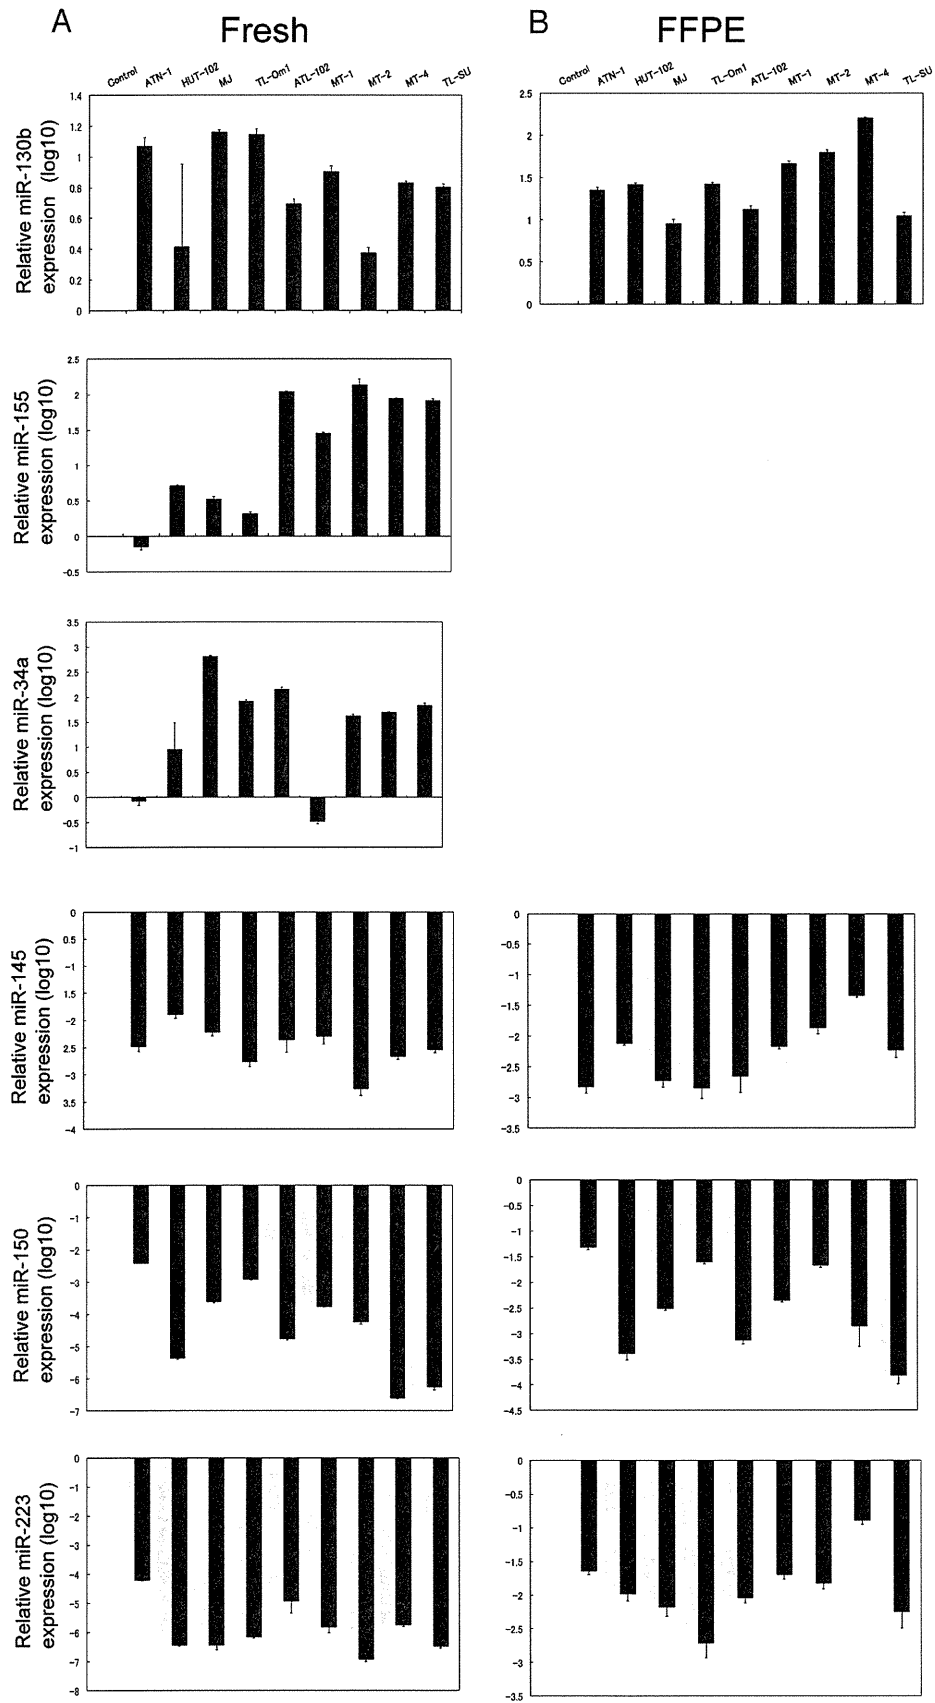 A
Fresh
B
FFPE
Control
ATN-1
HUT-102
MJ
TL-Om1
ATL-102
MT-1
MT-2
MT-4
TL-SU
Control
ATN-1
HUT-102
MJ
TL-Om1
ATL-102
MT-1
MT-2
MT-4
TL-SU
Relative miR-130b
expression (log10)
1.4
1.2
1
0.8
0.6
0.4
0.2
0
2.5
2
1.5
1
0.5
0
Relative miR-155
expression (log10)
2.5
2
1.5
1
0.5
0
-0.5
Relative miR-34a
expression (log10)
3.5
3
2.5
2
1.5
1
0.5
0
-0.5
-1
Relative miR-145
expression (log10)
0
0.5
-1
1.5
-2
2.5
-3
3.5
-4
0
-0.5
-1
-1.5
-2
-2.5
-3
-3.5
Relative miR-150
expression (log10)
0
-1
-2
-3
-4
-5
-6
-7
0
-0.5
-1
-1.5
-2
-2.5
-3
-3.5
-4
-4.5
Relative miR-223
expression (log10)
0
-1
-2
-3
-4
-5
-6
-7
-8
0
-0.5
-1
-1.5
-2
-2.5
-3
-3.5